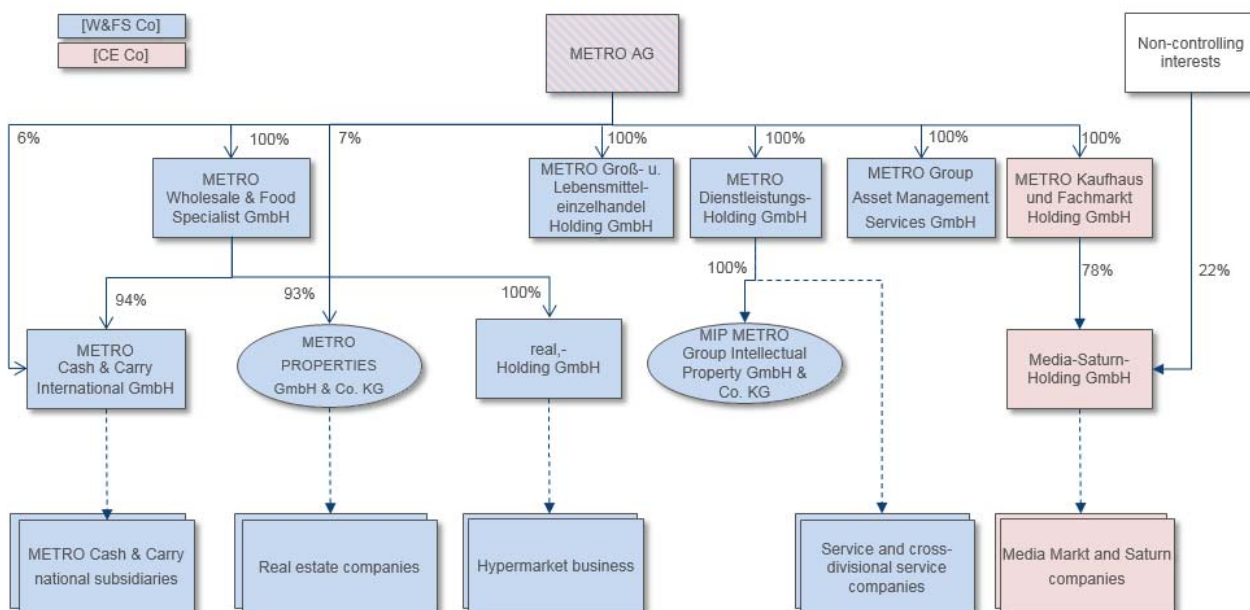 [W&FS Co]
[CE Co]
METRO AG
Non-controlling
interests
6%
100%
7%
100%
100%
100%
100%
METRO
Wholesale & Food
Specialist GmbH
METRO Groß- u.
Lebensmittel-
einzelhandel
Holding GmbH
METRO
Dienstleistungs-
Holding GmbH
METRO Group
Asset Management
Services GmbH
METRO Kaufhaus
und Fachmarkt
Holding GmbH
94%
93%
100%
100%
78%
22%
METRO
Cash & Carry
International GmbH
METRO
PROPERTIES
GmbH & Co. KG
real,-
Holding GmbH
MIP METRO
Group Intellectual
Property GmbH &
Co. KG
Media-Saturn-
Holding GmbH
METRO Cash & Carry
national subsidiaries
Real estate companies
Hypermarket business
Service and cross-
divisional service
companies
Media Markt and Saturn
companies